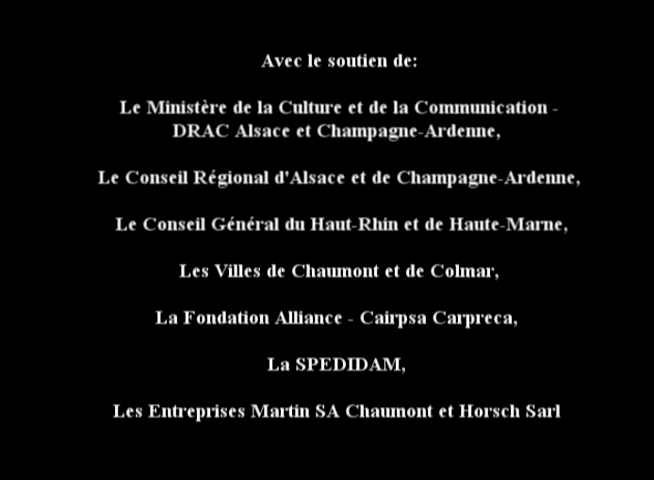 Avec le soutien de:
Le Ministère de la Culture et de la Communication -
DRAC Alsace et Champagne-Ardenne,
Le Conseil Régional d'Alsace et de Champagne-Ardenne,
Le Conseil Général du Haut-Rhin et de Haute-Marne,
Les Villes de Chaumont et de Colmar,
La Fondation Alliance - Cairpsa Carpreca,
La SPEDIDAM,
Les Entreprises Martin SA Chaumont et Horsch Sarl